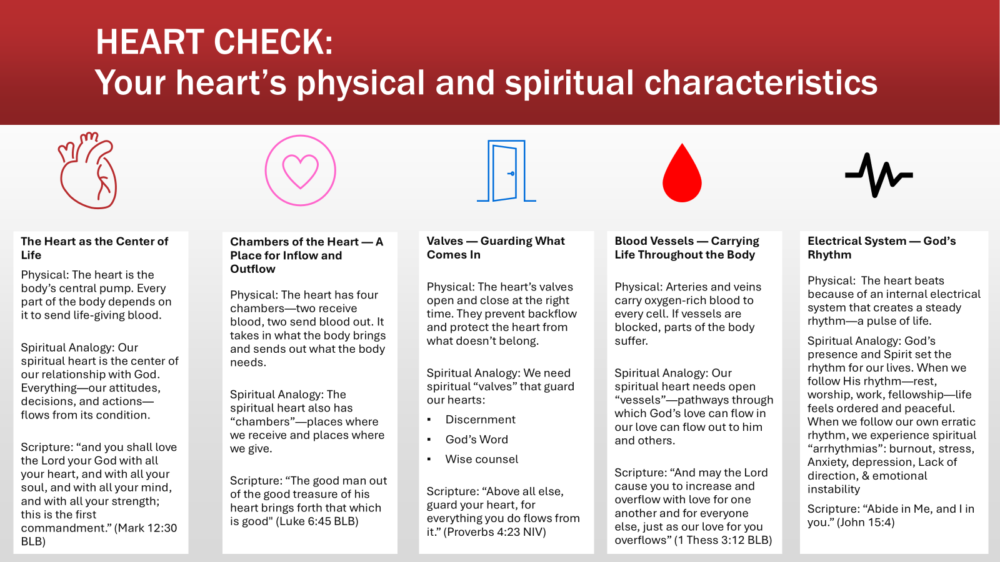 HEART CHECK:
Your heart’s physical and spiritual characteristics
The Heart as the Center of
Life
Physical: The heart is the
body’s central pump. Every
part of the body depends on
it to send life-giving blood.
Spiritual Analogy: Our
spiritual heart is the center of
our relationship with God.
Everything—our attitudes,
decisions, and actions—
flows from its condition.
Scripture: “and you shall love
the Lord your God with all
your heart, and with all your
soul, and with all your mind,
and with all your strength;
this is the first
commandment.” (Mark 12:30
BLB)
Chambers of the Heart — A
Place for Inflow and
Outflow
Physical: The heart has four
chambers—two receive
blood, two send blood out. It
takes in what the body brings
and sends out what the body
needs.
Spiritual Analogy: The
spiritual heart also has
“chambers”—places where
we receive and places where
we give.
Scripture: “The good man out
of the good treasure of his
heart brings forth that which
is good" (Luke 6:45 BLB)
Valves — Guarding What
Comes In
Physical: The heart’s valves
open and close at the right
time. They prevent backflow
and protect the heart from
what doesn’t belong.
Spiritual Analogy: We need
spiritual “valves” that guard
our hearts:
▪ Discernment
▪ God’s Word
▪ Wise counsel
Scripture: “Above all else,
guard your heart, for
everything you do flows from
it.” (Proverbs 4:23 NIV)
Blood Vessels — Carrying
Life Throughout the Body
Physical: Arteries and veins
carry oxygen-rich blood to
every cell. If vessels are
blocked, parts of the body
suffer.
Spiritual Analogy: Our
spiritual heart needs open
“vessels”—pathways through
which God’s love can flow in
our love can flow out to him
and others.
Scripture: “And may the Lord
cause you to increase and
overflow with love for one
another and for everyone
else, just as our love for you
overflows” (1 Thess 3:12 BLB)
Electrical System — God’s
Rhythm
Physical:  The heart beats
because of an internal electrical
system that creates a steady
rhythm—a pulse of life.
Spiritual Analogy: God’s
presence and Spirit set the
rhythm for our lives. When we
follow His rhythm—rest,
worship, work, fellowship—life
feels ordered and peaceful.
When we follow our own erratic
rhythm, we experience spiritual
“arrhythmias”: burnout, stress,
Anxiety, depression, Lack of
direction, & emotional
instability
Scripture: “Abide in Me, and I in
you.” (John 15:4)